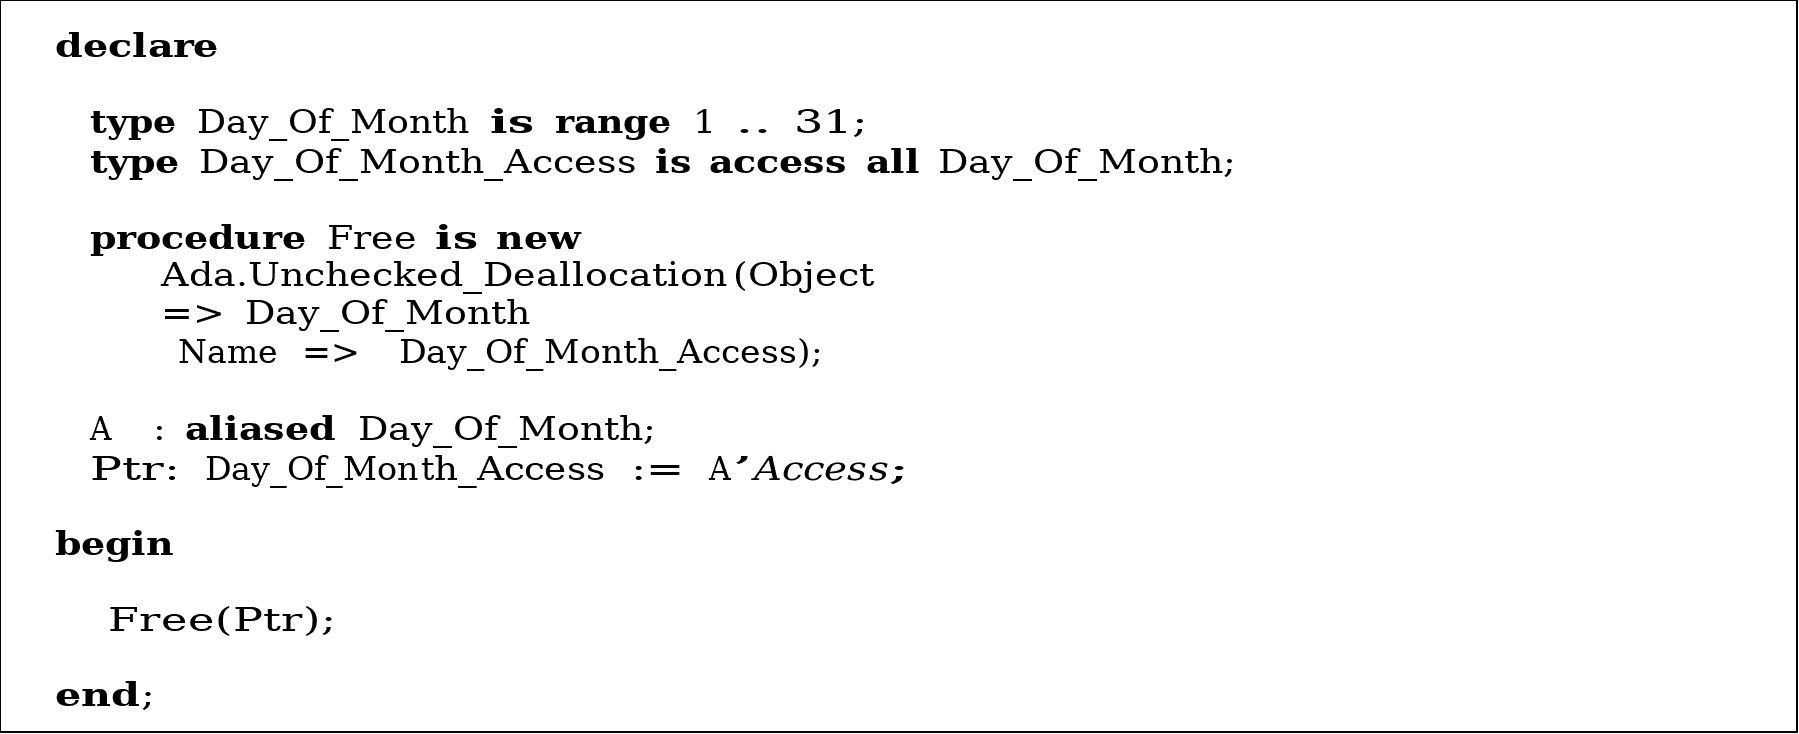 declare
type Day_Of_Month is range 1 .. 31;
type Day_Of_Month_Access is access all Day_Of_Month;
procedure Free is new
Ada.Unchecked_Deallocation(Object
=> Day_Of_Month
Name => Day_Of_Month_Access);
A : aliased Day_Of_Month;
Ptr: Day_Of_Month_Access := A’Access;
begin
Free(Ptr);
end;